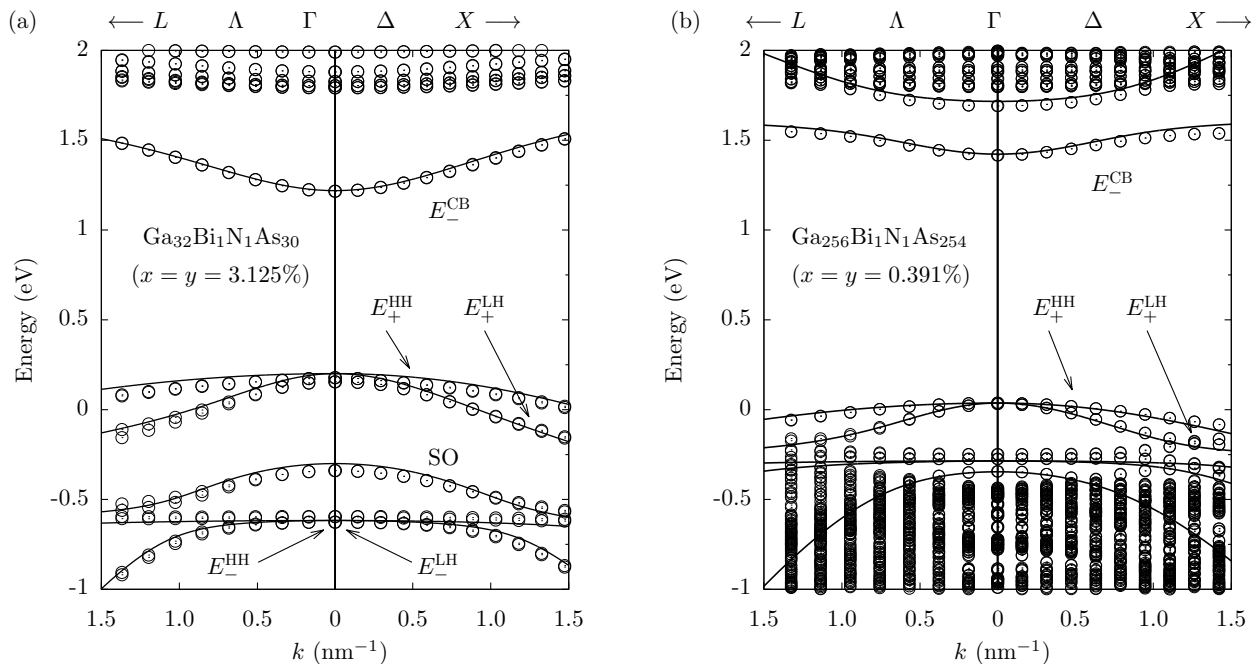 (a) ← L Λ Γ Δ X →
2
1.5
1
0.5
0
-0.5
-1
Energy (eV)
E₋^CB
Ga₃₂Bi₁N₁As₃₀
(x = y = 3.125%)
E₊^HH E₊^LH
SO
E₋^HH E₋^LH
1.5 1.0 0.5 0 0.5 1.0 1.5
k (nm⁻¹)
(b) ← L Λ Γ Δ X →
2
1.5
1
0.5
0
-0.5
-1
Energy (eV)
E₋^CB
Ga₂₅₆Bi₁N₁As₂₅₄
(x = y = 0.391%)
E₊^HH E₊^LH
1.5 1.0 0.5 0 0.5 1.0 1.5
k (nm⁻¹)